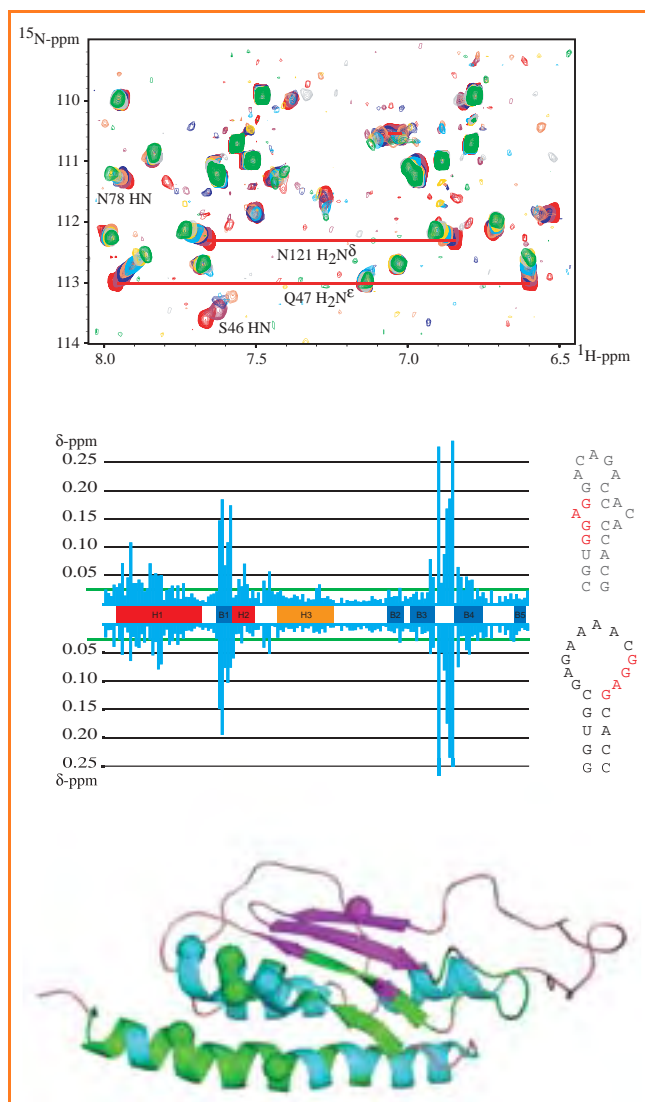 ¹⁵N-ppm
110
111
112
113
114
N78 HN
N121 H₂Nᵟ
Q47 H₂Nᵋ
S46 HN
8.0 7.5 7.0 6.5
¹H-ppm
δ-ppm
0.25
0.20
0.15
0.10
0.05
H1 B1 H2 H3 B2 B3 B4 B5
0.05
0.10
0.15
0.20
0.25
δ-ppm
A
C G
A A
G C
G C A
A C
G C A
G C
U A
G C
C G
A A
A A
A C
G G
A G
G A
C G
G C
U A
G C
G C